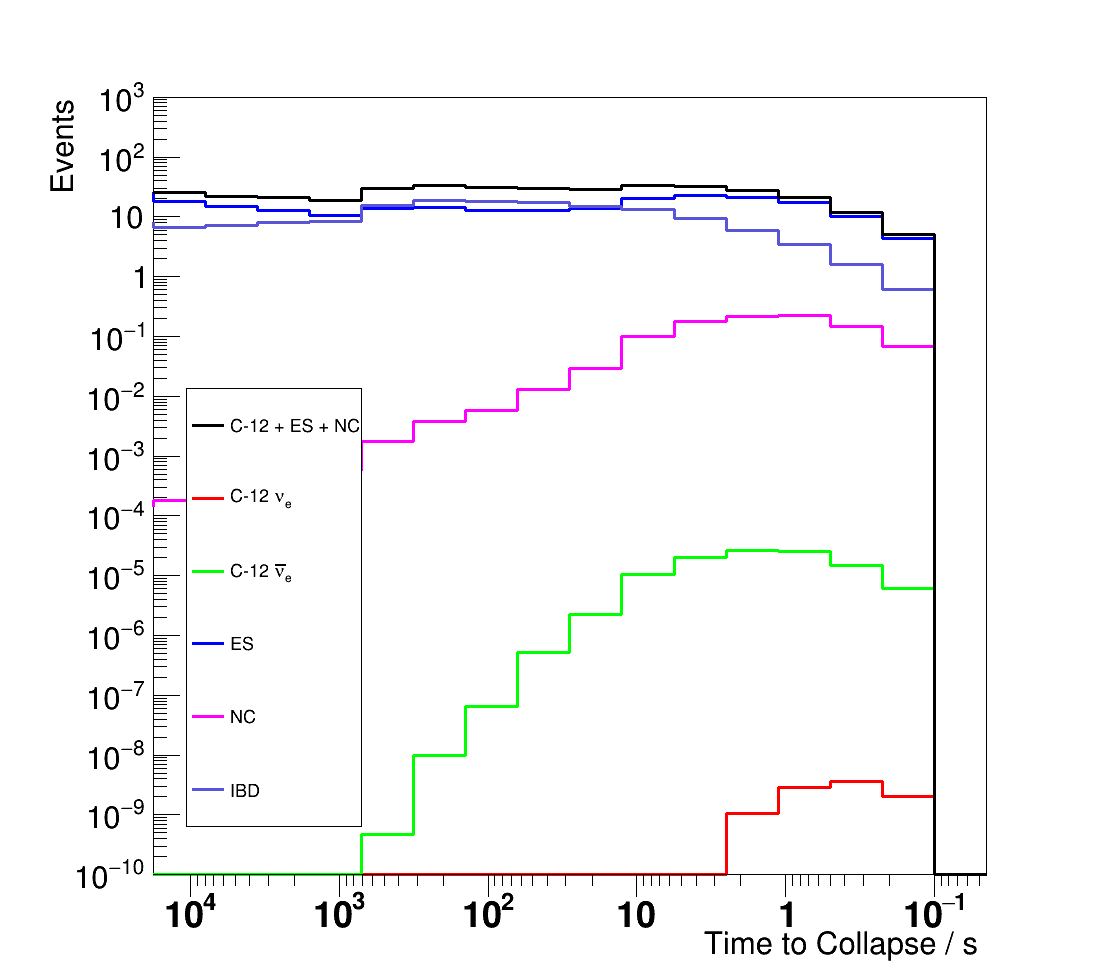 Events
10³
10²
10
1
10⁻¹
10⁻²
10⁻³
10⁻⁴
10⁻⁵
10⁻⁶
10⁻⁷
10⁻⁸
10⁻⁹
10⁻¹⁰
C-12 + ES + NC
C-12 νₑ
C-12 ν̅ₑ
ES
NC
IBD
10⁴ 10³ 10² 10 1 10⁻¹
Time to Collapse / s